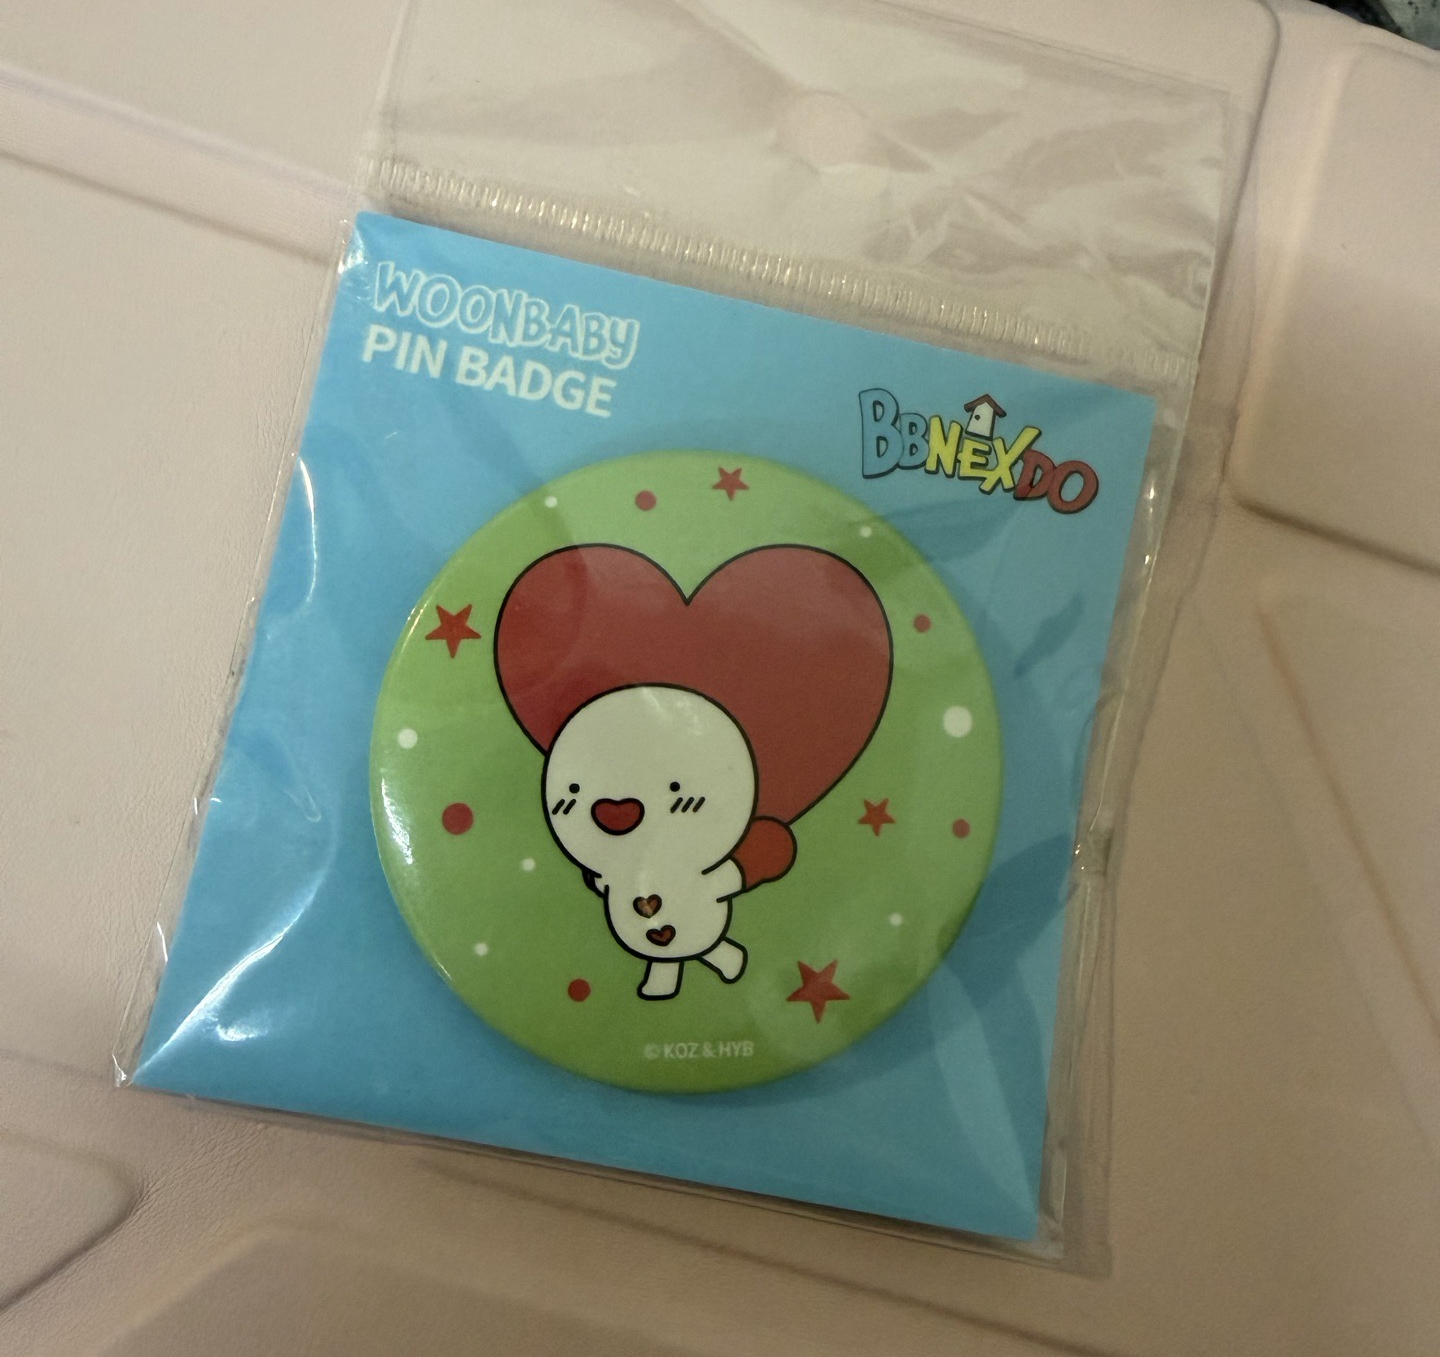 WOONBABY
PIN BADGE
BBNEXDO
© KOZ & HYB